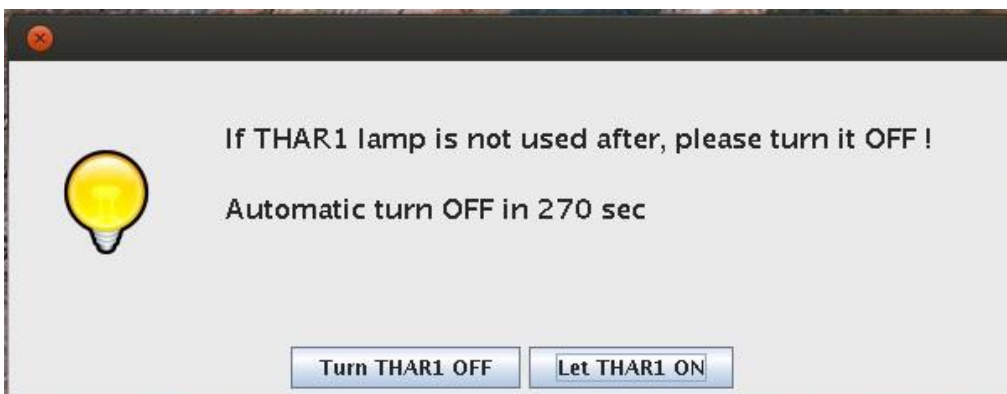 If THAR1 lamp is not used after, please turn it OFF !
Automatic turn OFF in 270 sec
Turn THAR1 OFF
Let THAR1 ON